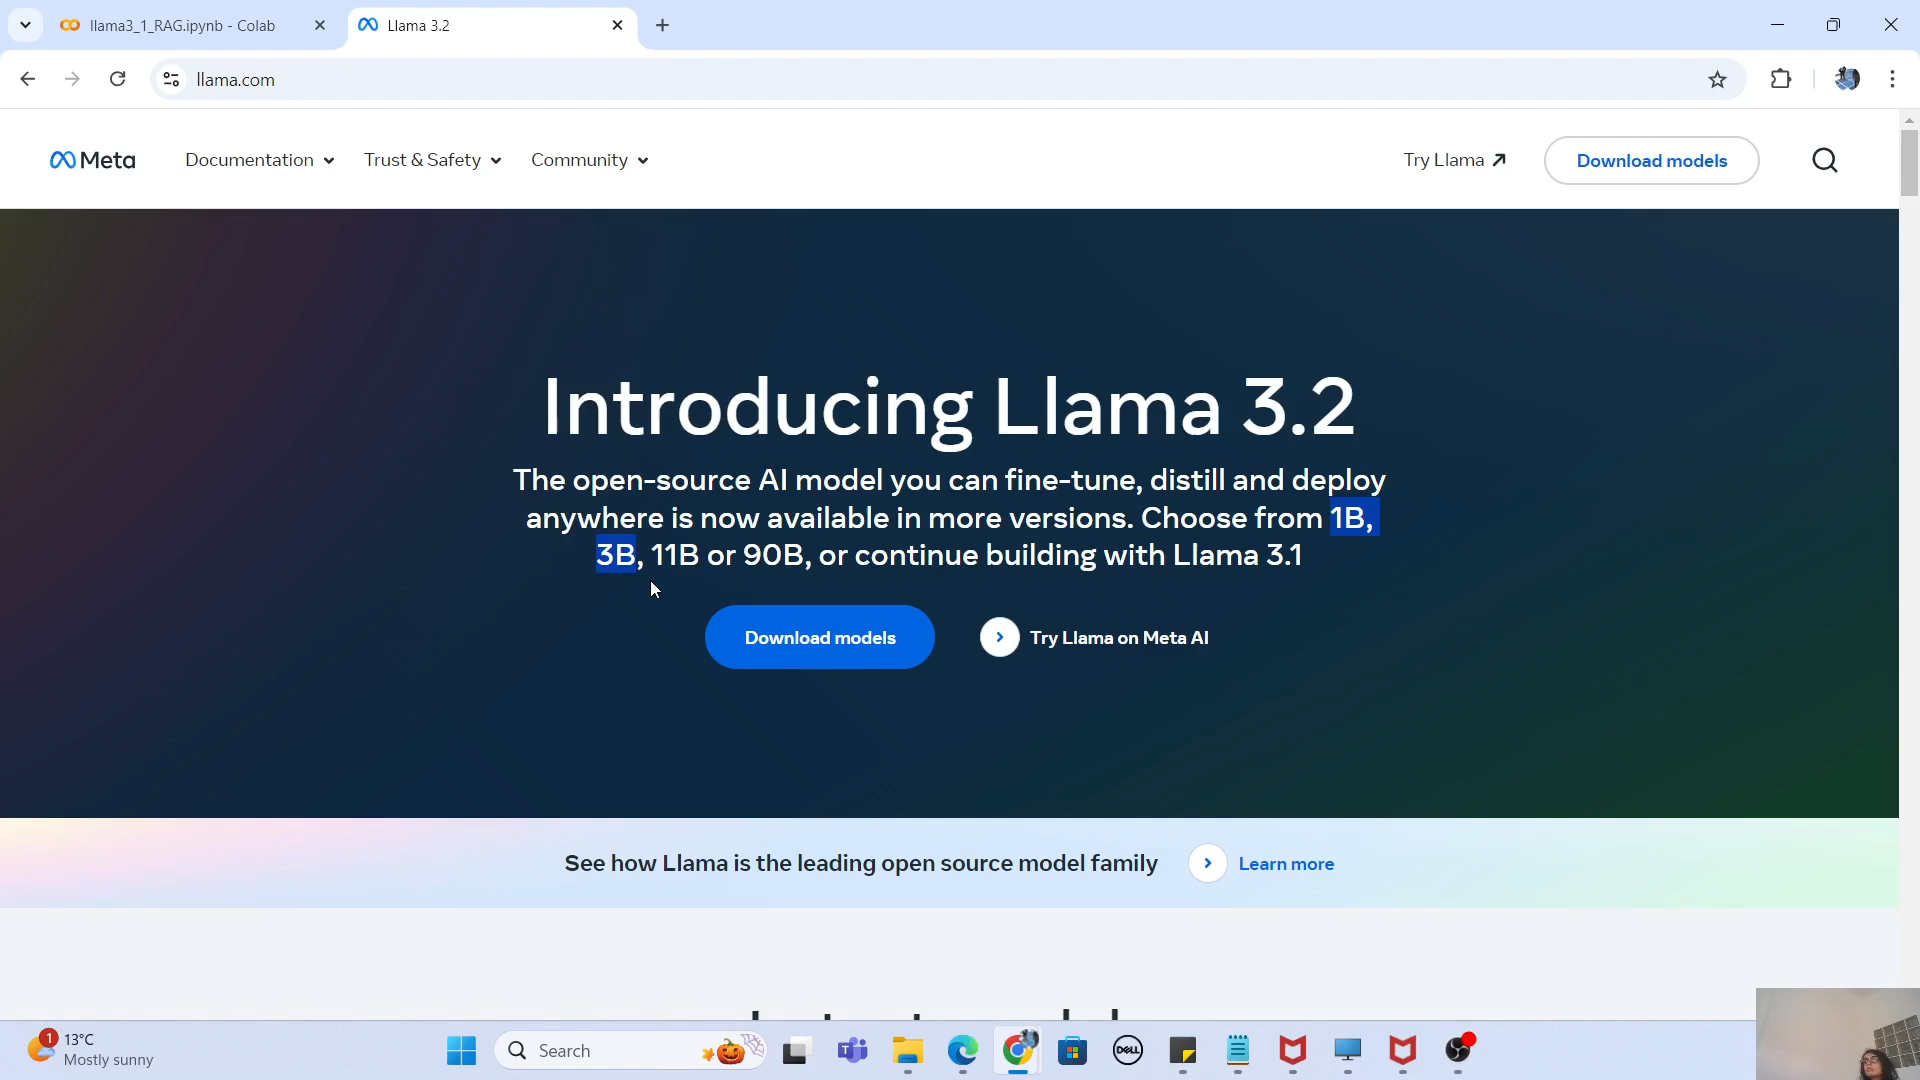 llama3_1_RAG.ipynb - Colab
Llama 3.2
llama.com
Meta
Documentation
Trust & Safety
Community
Try Llama
Download models
Introducing Llama 3.2
The open-source AI model you can fine-tune, distill and deploy
anywhere is now available in more versions. Choose from 1B,
3B, 11B or 90B, or continue building with Llama 3.1
Download models
Try Llama on Meta AI
See how Llama is the leading open source model family
Learn more
1
13°C
Mostly sunny
Search
DELL